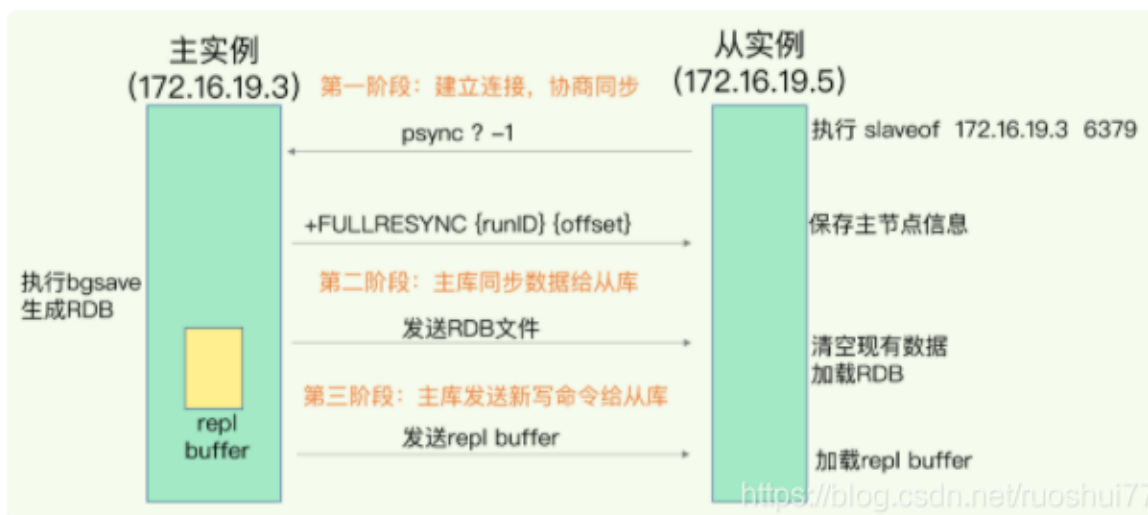 主实例
(172.16.19.3)
从实例
(172.16.19.5)
第一阶段：建立连接，协商同步
执行 slaveof 172.16.19.3 6379
psync ? -1
+FULLRESYNC {runID} {offset}
保存主节点信息
执行bgsave
生成RDB
第二阶段：主库同步数据给从库
发送RDB文件
清空现有数据
加载RDB
第三阶段：主库发送新写命令给从库
repl
buffer
发送repl buffer
加载repl buffer
https://blog.csdn.net/ruoshui77